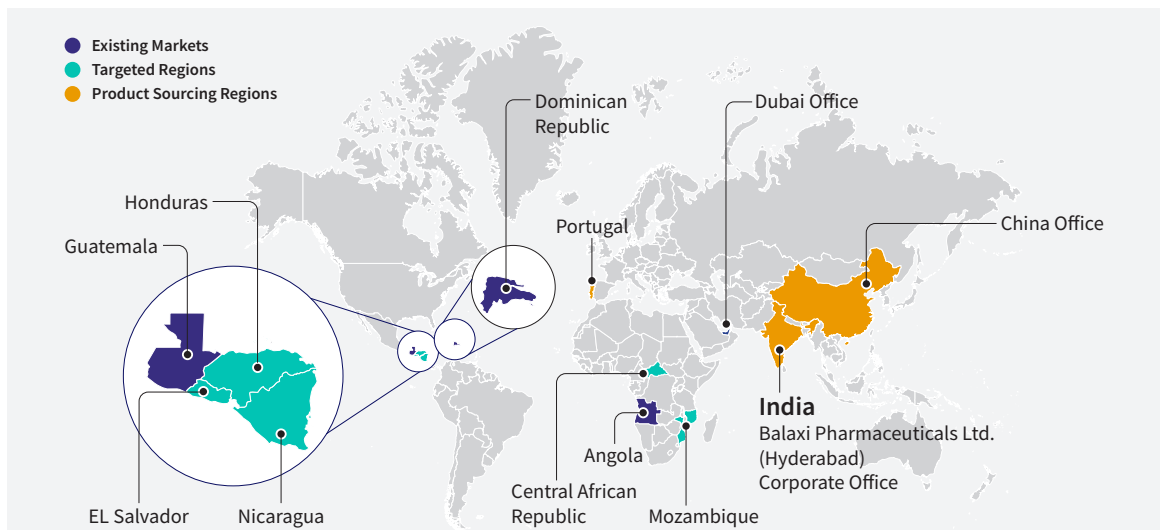 Existing Markets
Targeted Regions
Product Sourcing Regions
Dominican
Republic
Dubai Office
Honduras
Guatemala
Portugal
China Office
India
Balaxi Pharmaceuticals Ltd.
(Hyderabad)
Corporate Office
Angola
Central African
Republic
Mozambique
EL Salvador
Nicaragua